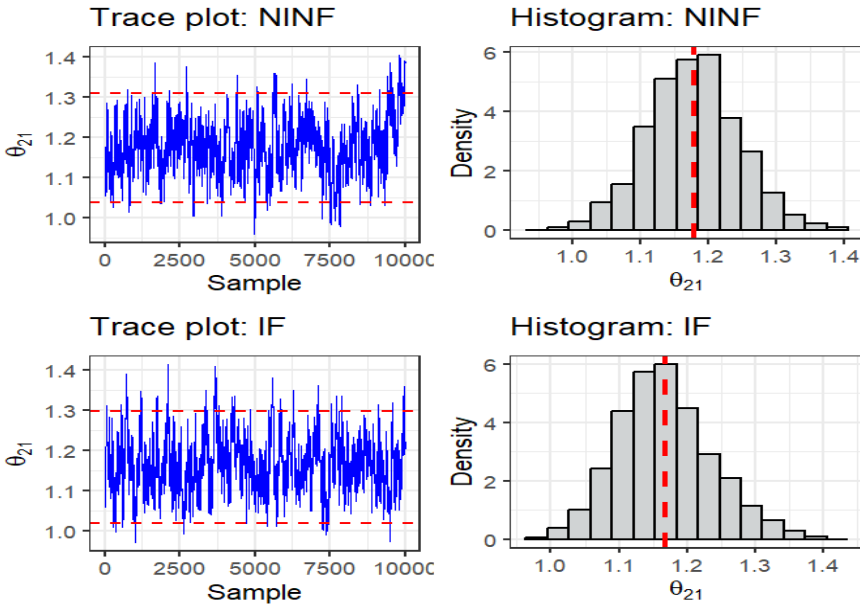 Trace plot: NINF
θ21
1.4
1.3
1.2
1.1
1.0
0 2500 5000 7500 10000
Sample
Histogram: NINF
Density
6
4
2
0
1.0 1.1 1.2 1.3 1.4
θ21
Trace plot: IF
θ21
1.4
1.3
1.2
1.1
1.0
0 2500 5000 7500 10000
Sample
Histogram: IF
Density
6
4
2
0
1.0 1.1 1.2 1.3 1.4
θ21